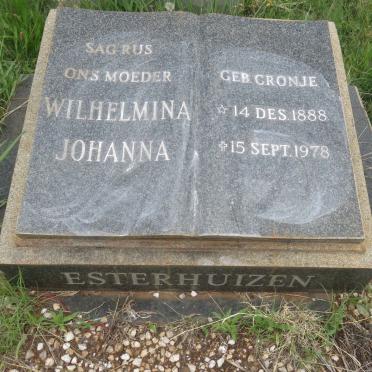 SAG RUS
ONS MOEDER
WILHELMINA
JOHANNA
GEB CRONJE
☆ 14 DES. 1888
✝ 15 SEPT. 1978
ESTERHUIZEN